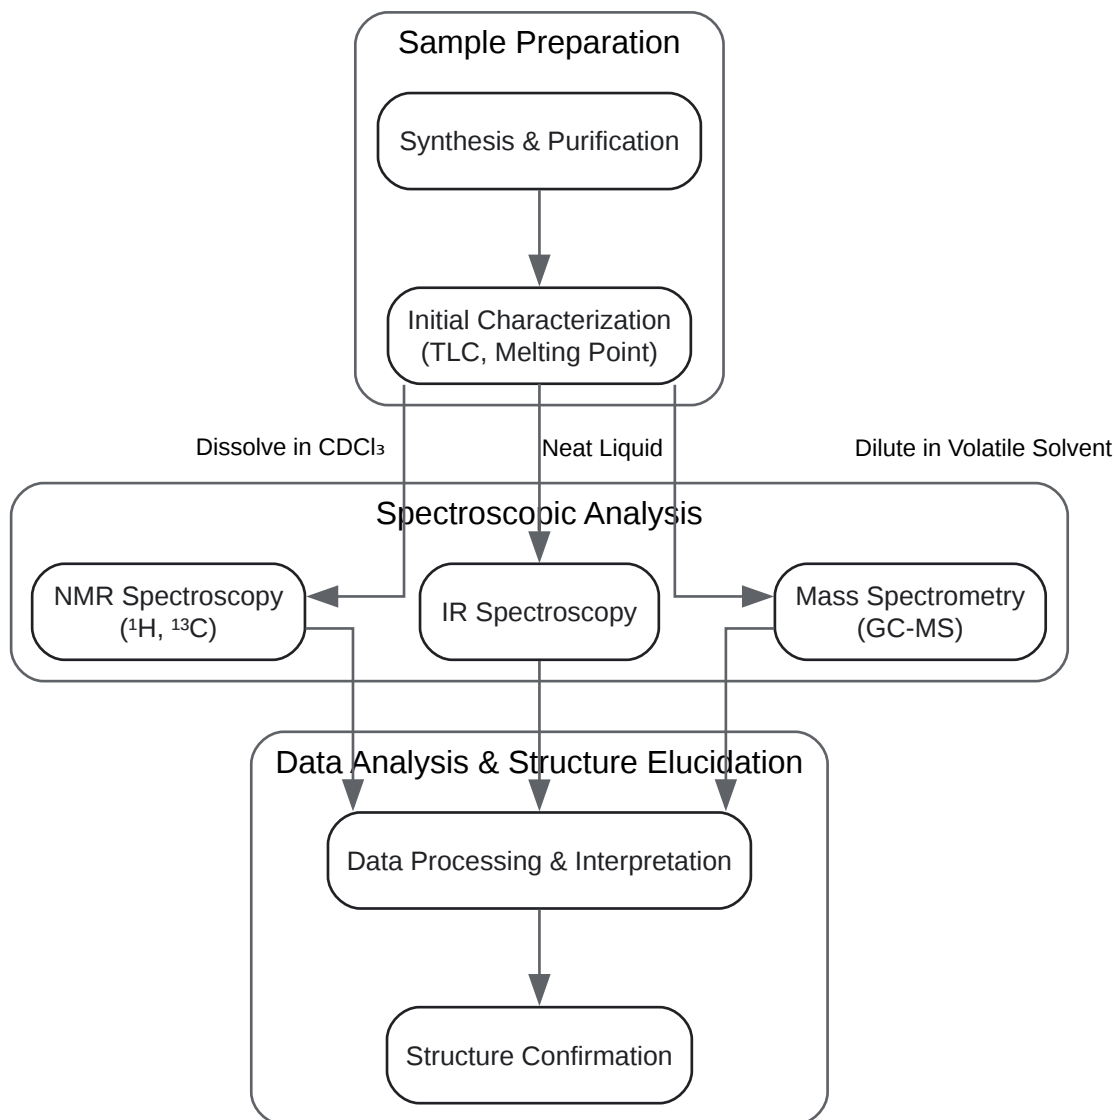 Sample Preparation
Synthesis & Purification
Initial Characterization
(TLC, Melting Point)
Dissolve in CDCl₃
Neat Liquid
Dilute in Volatile Solvent
Spectroscopic Analysis
NMR Spectroscopy
(¹H, ¹³C)
IR Spectroscopy
Mass Spectrometry
(GC-MS)
Data Analysis & Structure Elucidation
Data Processing & Interpretation
Structure Confirmation